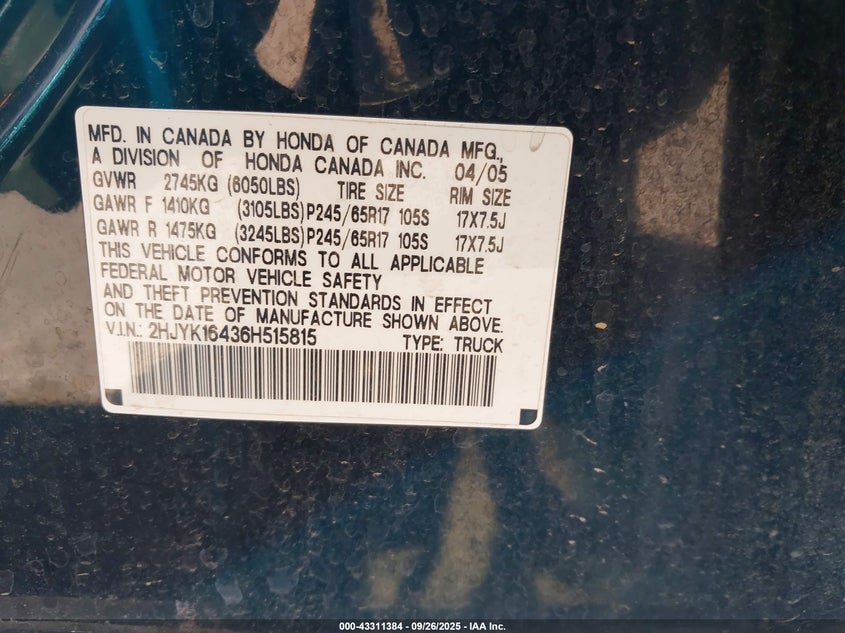 MFD. IN CANADA BY HONDA OF CANADA MFG.,
A DIVISION OF HONDA CANADA INC. 04/05
GVWR 2745KG (6050LBS) TIRE SIZE RIM SIZE
GAWR F 1410KG (3105LBS) P245/65R17 105S 17X7.5J
GAWR R 1475KG (3245LBS) P245/65R17 105S 17X7.5J
THIS VEHICLE CONFORMS TO ALL APPLICABLE
FEDERAL MOTOR VEHICLE SAFETY
AND THEFT PREVENTION STANDARDS IN EFFECT
ON THE DATE OF MANUFACTURE SHOWN ABOVE.
V.I.N.: 2HJYK16436H515815 TYPE: TRUCK
000-43311384 - 09/26/2025 - IAA Inc.